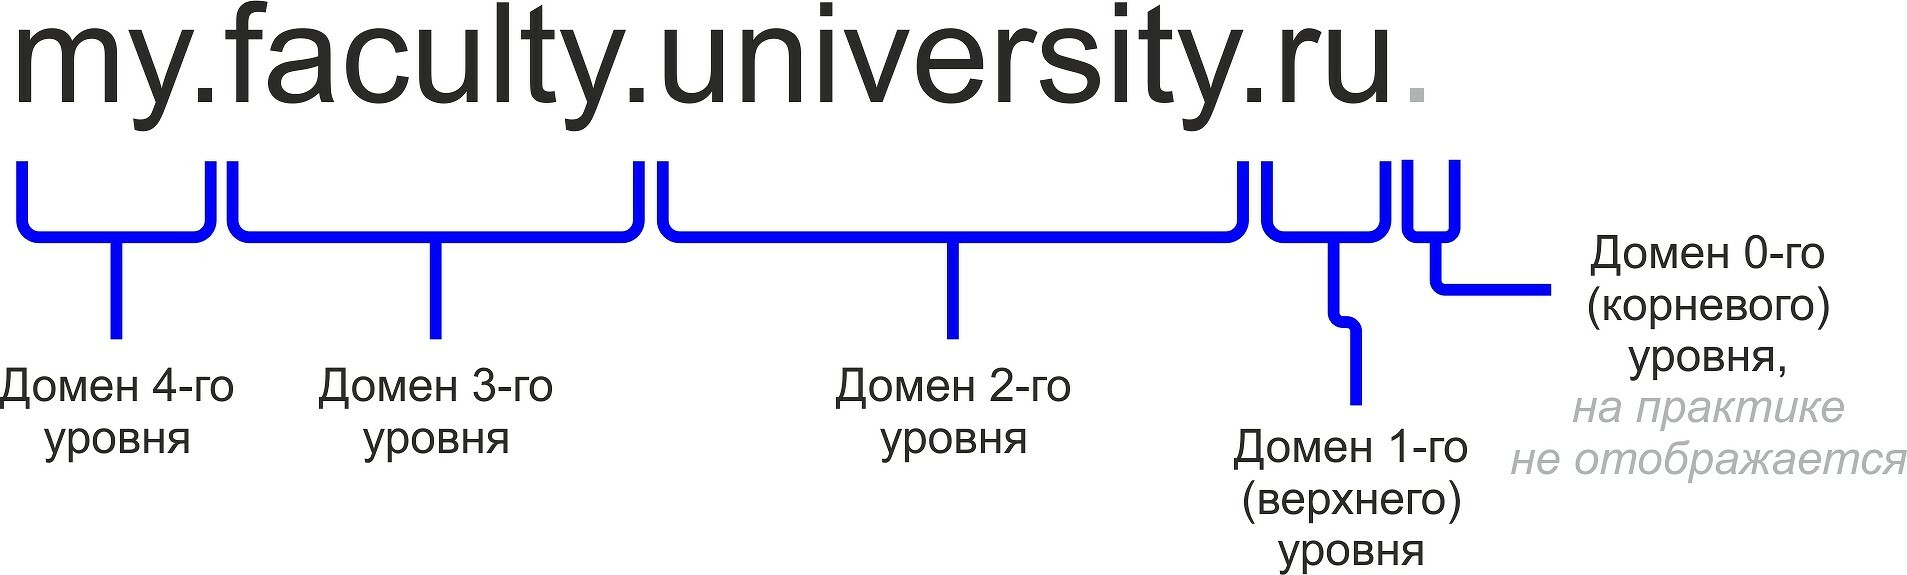 my.faculty.university.ru.
Домен 4-го
уровня
Домен 3-го
уровня
Домен 2-го
уровня
Домен 1-го
(верхнего)
уровня
Домен 0-го
(корневого)
уровня,
на практике
не отображается